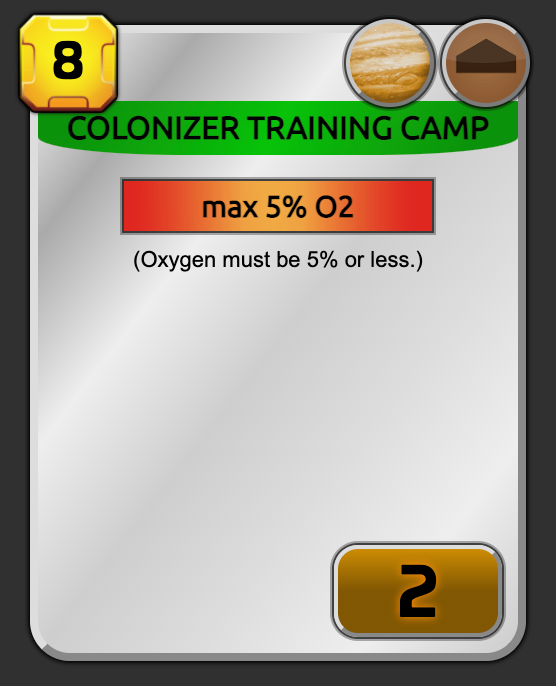 8
COLONIZER TRAINING CAMP
max 5% O2
(Oxygen must be 5% or less.)
2